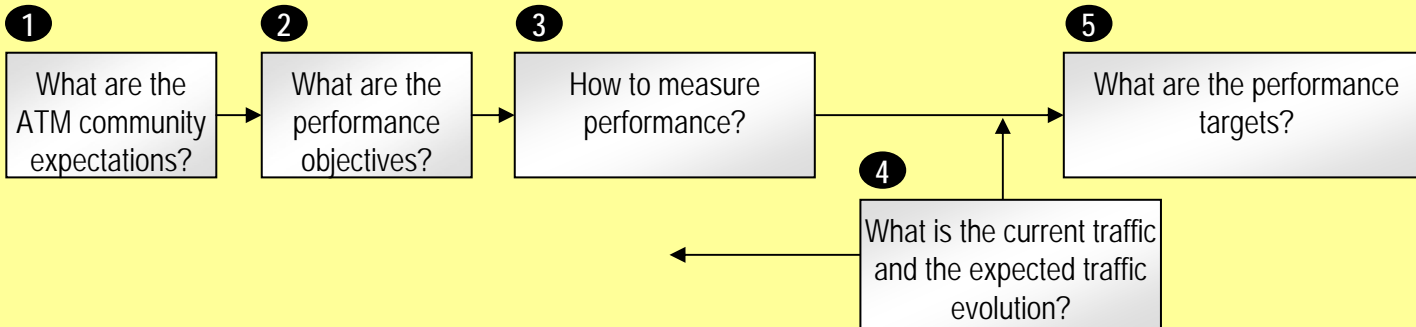 1
What are the
ATM community
expectations?
2
What are the
performance
objectives?
3
How to measure
performance?
5
What are the performance
targets?
4
What is the current traffic
and the expected traffic
evolution?